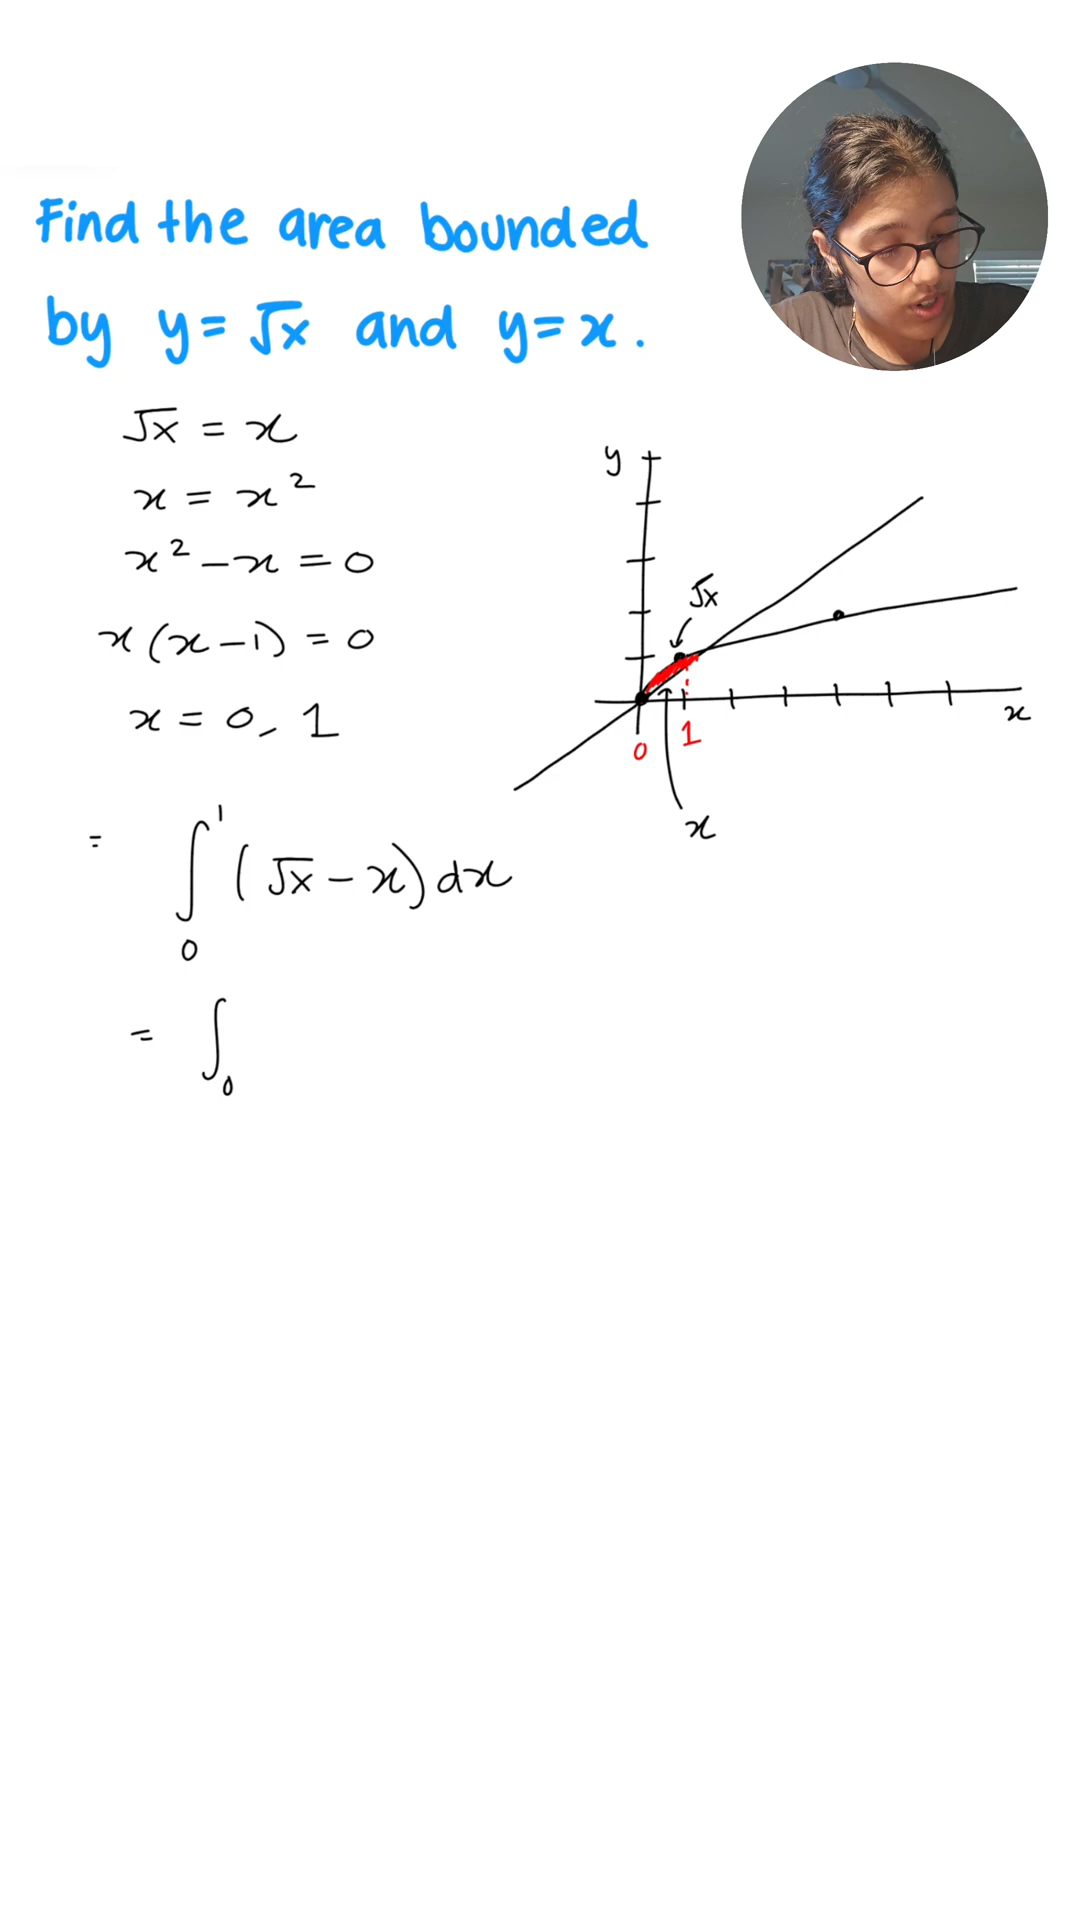 Find the area bounded
by y = √x and y = x.
√x = x
x = x²
x² - x = 0
x(x - 1) = 0
x = 0, 1
= ∫₀¹ (√x - x) dx
= ∫₀
y
√x
x
0 1
x